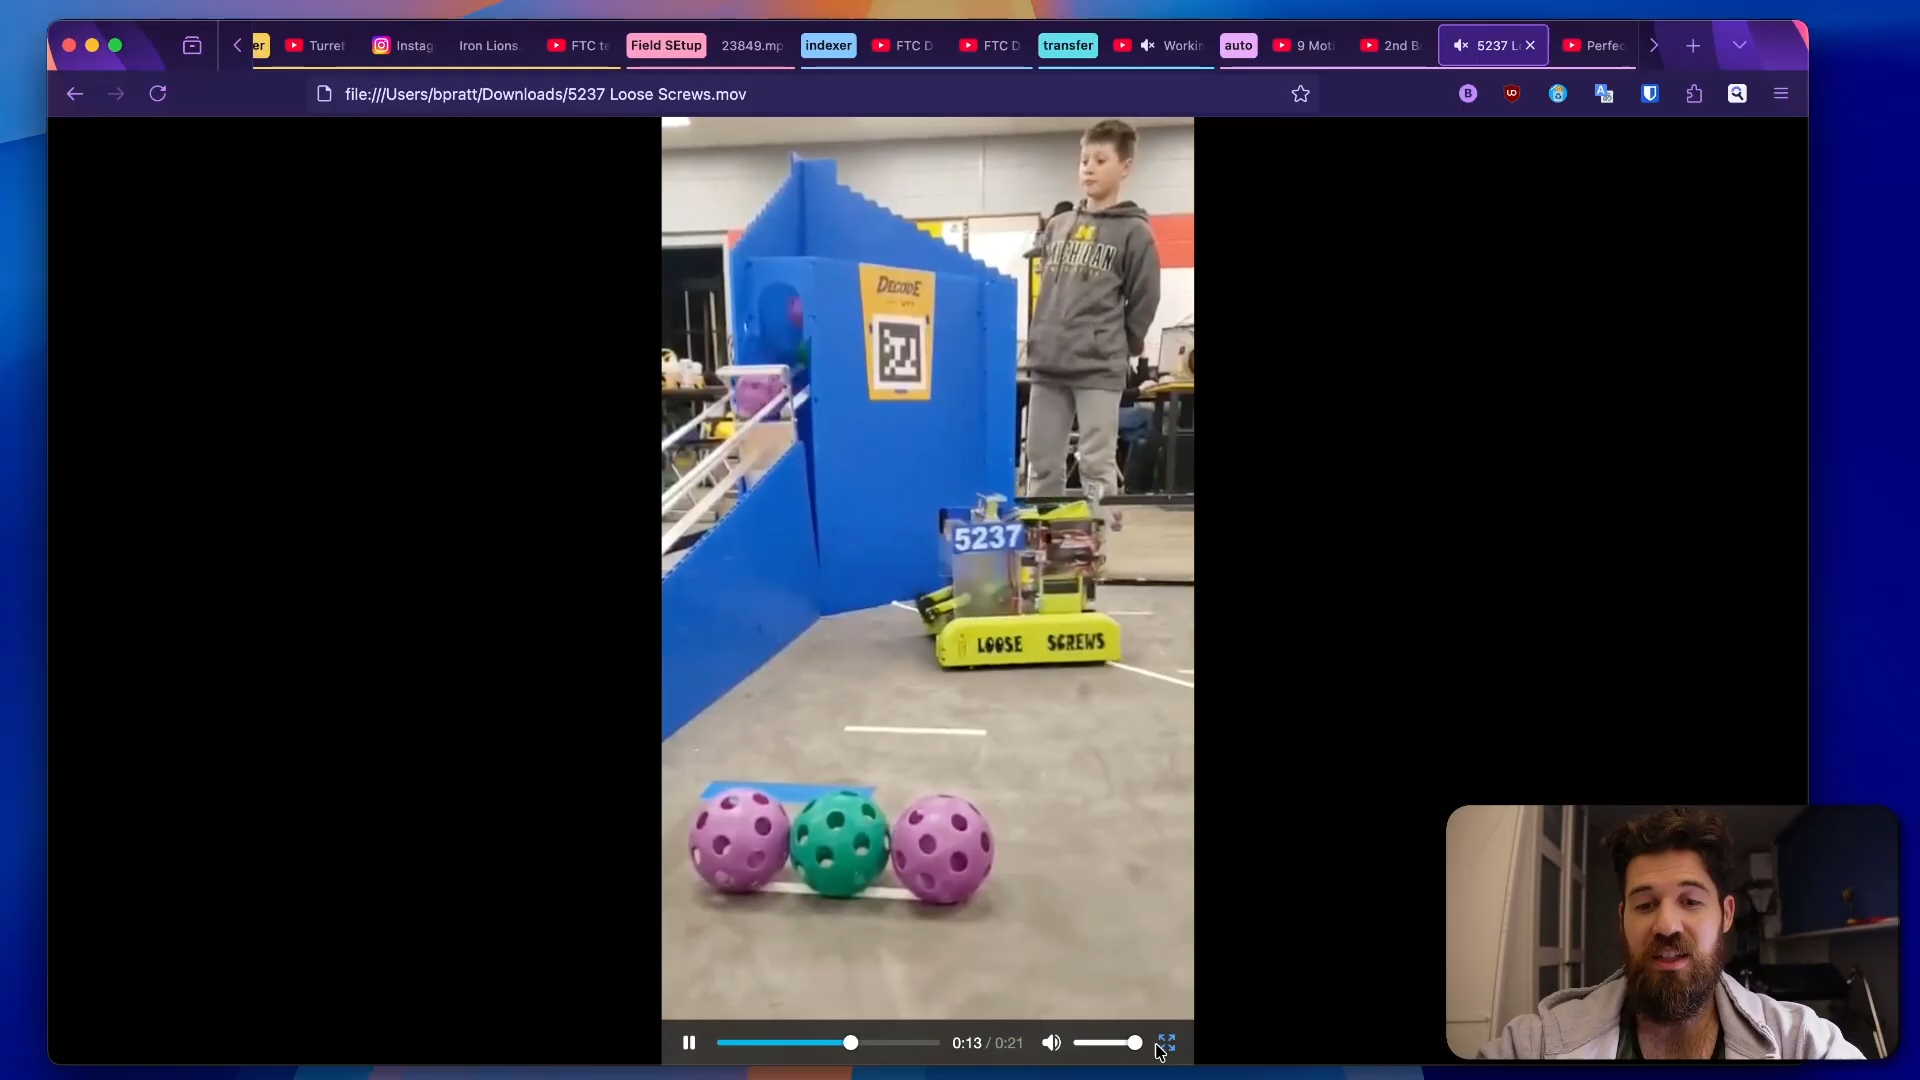 er
Turret
Instag
Iron Lions.
FTC te
Field SEtup
23849.mp
indexer
FTC D
FTC D
transfer
Workin
auto
9 Moti
2nd B
5237 L
Perfec
file:///Users/bpratt/Downloads/5237 Loose Screws.mov
DECODE
M
MICHIGAN
5237
LOOSE SCREWS
0:13 / 0:21